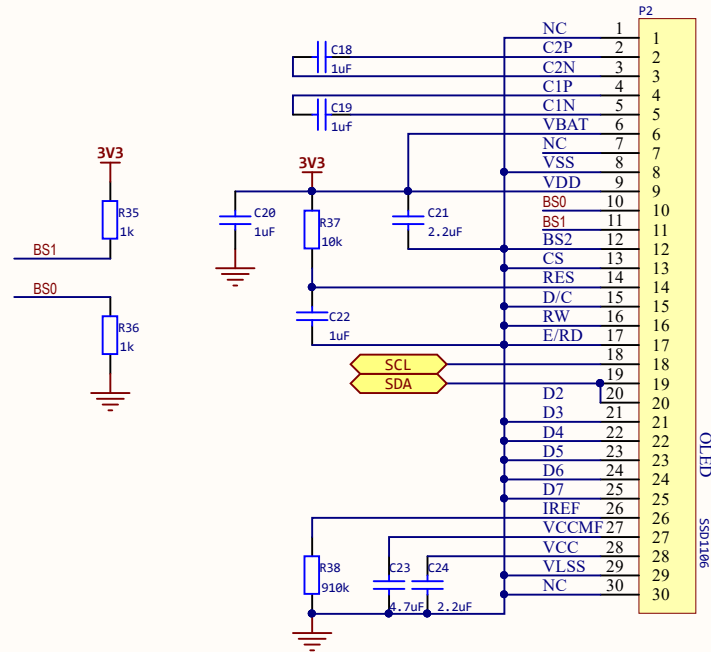 P2
NC 1 1
C18 C2P 2 2
1uF C2N 3 3
C1P 4 4
C19 C1N 5 5
1uf VBAT 6 6
3V3 3V3 NC 7 7
VSS 8 8
VDD 9 9
R35 C20 R37 C21 BS0 10 10
1k 1uF 10k 2.2uF BS1 11 11
BS1 BS2 12 12
CS 13 13
BS0 RES 14 14
D/C 15 15
R36 C22 RW 16 16
1k 1uF E/RD 17 17
SCL 18 18
SDA 19 19
D2 20 20
D3 21 21
D4 22 22
D5 23 23
D6 24 24
D7 25 25
IREF 26 26
VCCMF 27 27
R38 C23 C24 VCC 28 28
910k 4.7uF 2.2uF VLSS 29 29
NC 30 30
OLED
SSD1106